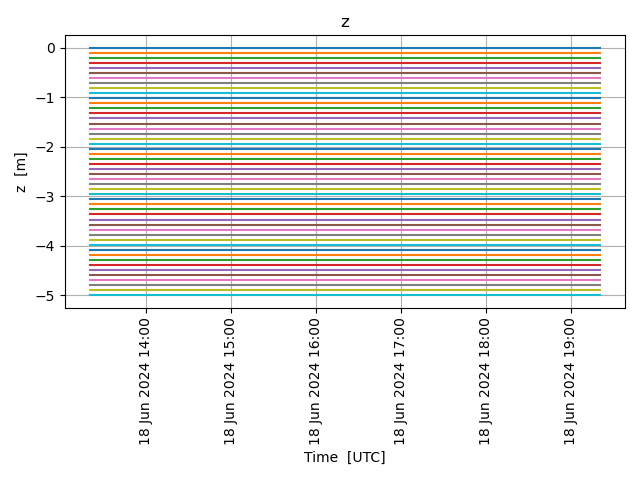 z
0
−1
−2
−3
−4
−5
z [m]
18 Jun 2024 14:00
18 Jun 2024 15:00
18 Jun 2024 16:00
18 Jun 2024 17:00
18 Jun 2024 18:00
18 Jun 2024 19:00
Time [UTC]